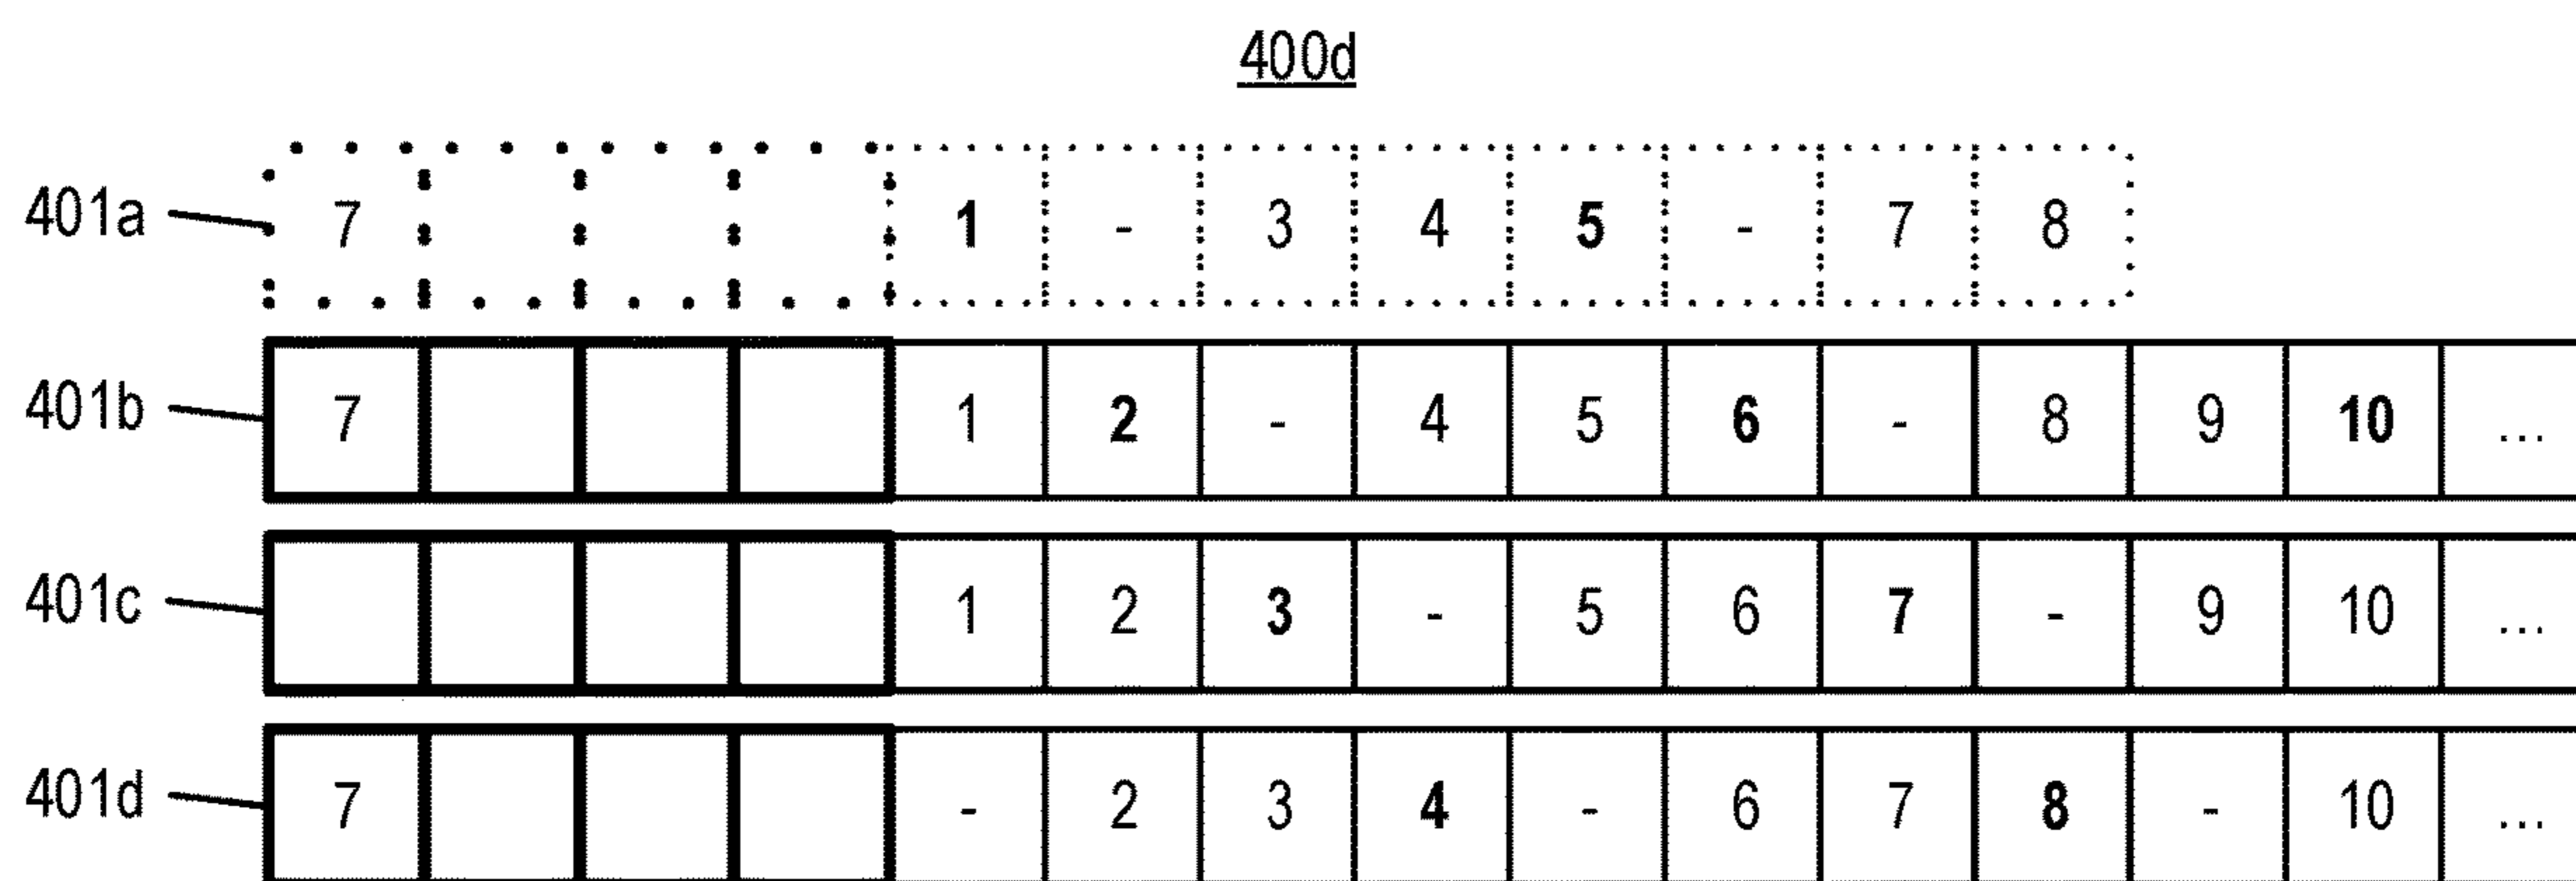 400d
401a 7 1 - 3 4 5 - 7 8
401b 7 1 2 - 4 5 6 - 8 9 10 ...
401c 1 2 3 - 5 6 7 - 9 10 ...
401d 7 - 2 3 4 - 6 7 8 - 10 ...